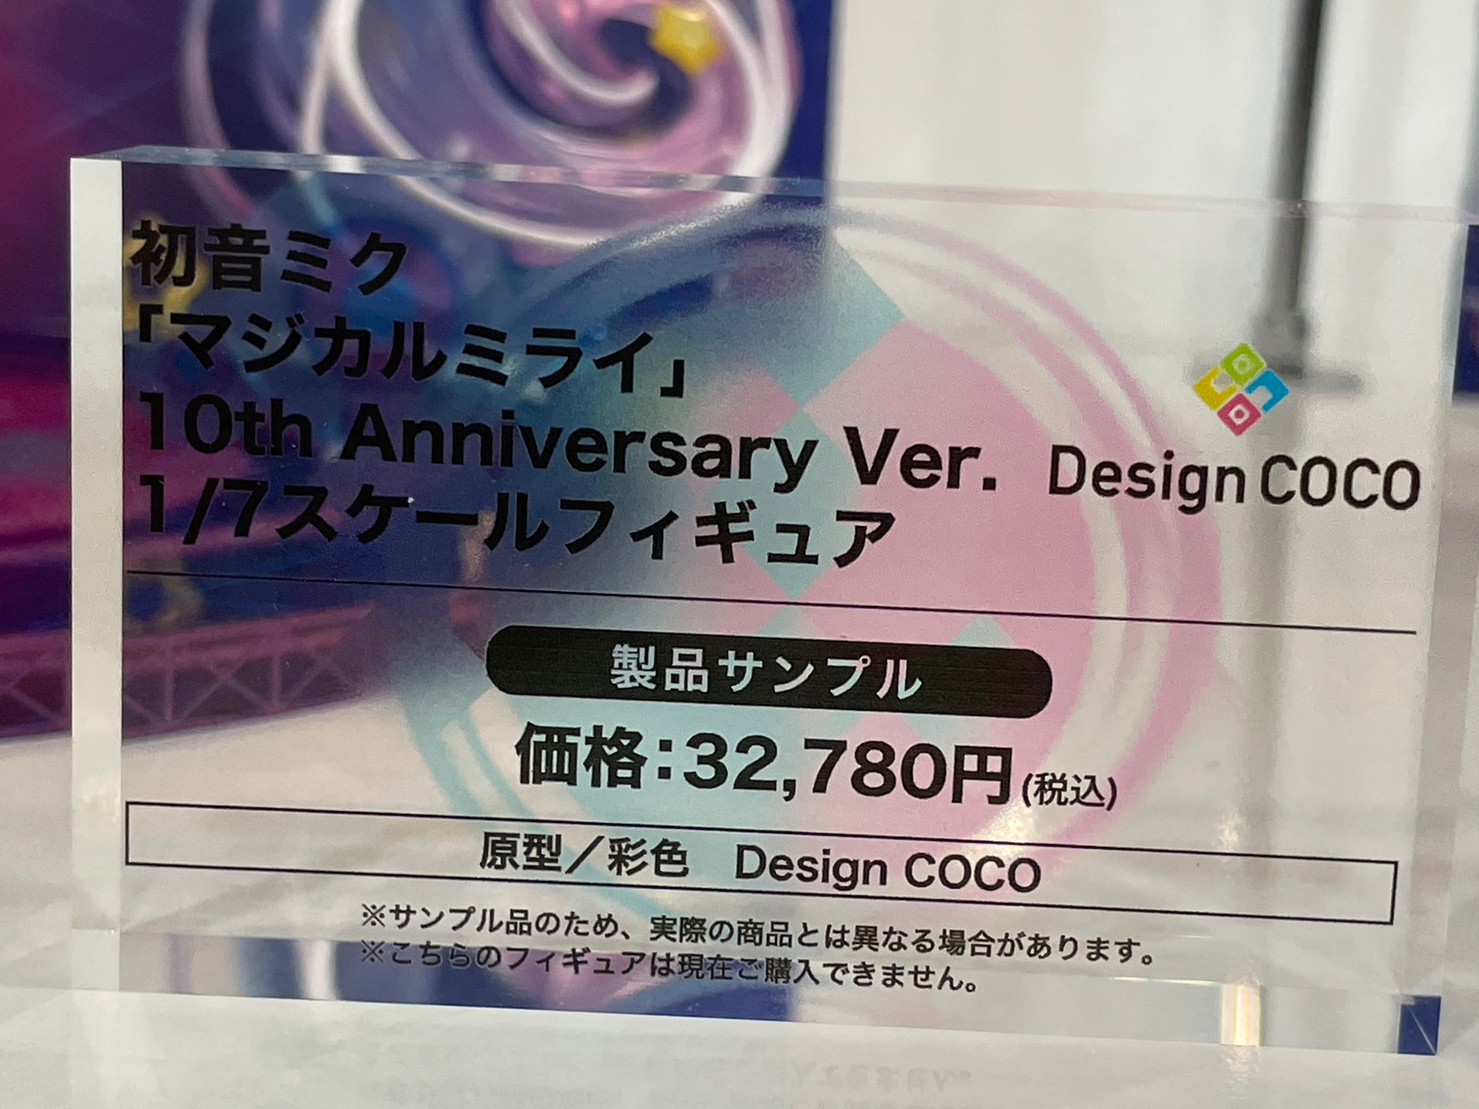 初音ミク
「マジカルミライ」
10th Anniversary Ver.
Design COCO
1/7スケールフィギュア
製品サンプル
価格:32,780円(税込)
原型／彩色　Design COCO
※サンプル品のため、実際の商品とは異なる場合があります。
※こちらのフィギュアは現在ご購入できません。